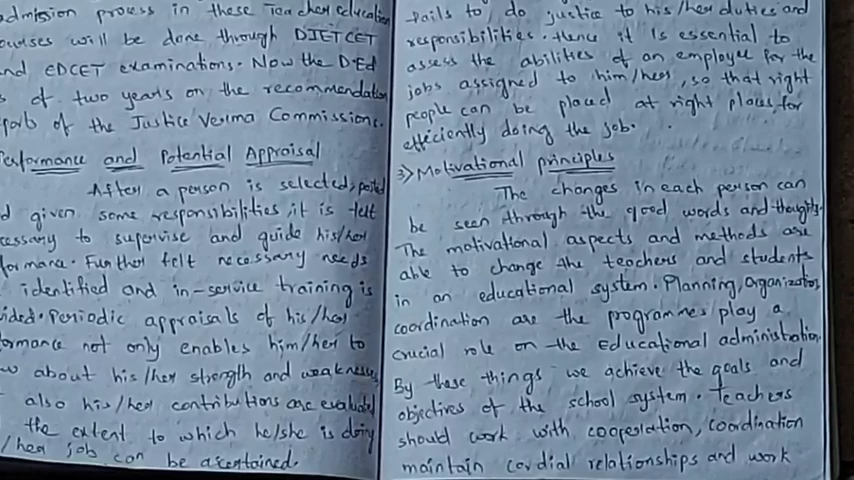 admission process in these Teacher Education
ourses will be done through DIETCET
nd EDCET examinations. Now the D.Ed
s of two years on the recommendation
port of the Justice Verma Commissions.
erformance and Potential Appraisal
After a person is selected, posted
d given some responsibilities, it is felt
cessary to supervise and guide his/her
formance. Further felt necessary needs
identified and in-service training is
ided. Periodic appraisals of his/her
ormance not only enables him/her to
w about his/her strength and weakness,
also his/her contributions are evaluated
the extent to which he/she is doing
/her job can be ascertained.
fails to do justice to his/her duties and
responsibilities. Hence it is essential to
assess the abilities of an employee for the
jobs assigned to him/her, so that right
people can be placed at right places, for
efficiently doing the job.
3) Motivational principles
The changes in each person can
be seen through the good words and thoughts.
The motivational aspects and methods are
able to change the teachers and students
in an educational system. Planning, Organization
coordination are the programmes play a
crucial role on the Educational administration.
By these things we achieve the goals and
objectives of the school system. Teachers
should work with cooperation, coordination
maintain cordial relationships and work